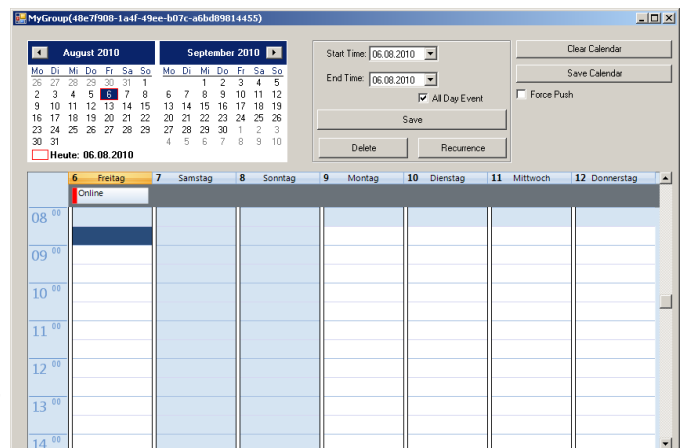 MyGroup(48e7f908-1a4f-49ee-b07c-a6bd89814455)
August 2010 September 2010
Mo Di Mi Do Fr Sa So Mo Di Mi Do Fr Sa So
26 27 28 29 30 31 1 1 2 3 4 5
2 3 4 5 6 7 8 6 7 8 9 10 11 12
9 10 11 12 13 14 15 13 14 15 16 17 18 19
16 17 18 19 20 21 22 20 21 22 23 24 25 26
23 24 25 26 27 28 29 27 28 29 30 1 2 3
30 31 4 5 6 7 8 9 10
Heute: 06.08.2010
Start Time: 06.08.2010
End Time: 06.08.2010
All Day Event
Save
Delete Recurrence
Clear Calendar
Save Calendar
Force Push
6 Freitag 7 Samstag 8 Sonntag 9 Montag 10 Dienstag 11 Mittwoch 12 Donnerstag
Online
08 00
09 00
10 00
11 00
12 00
13 00
14 00